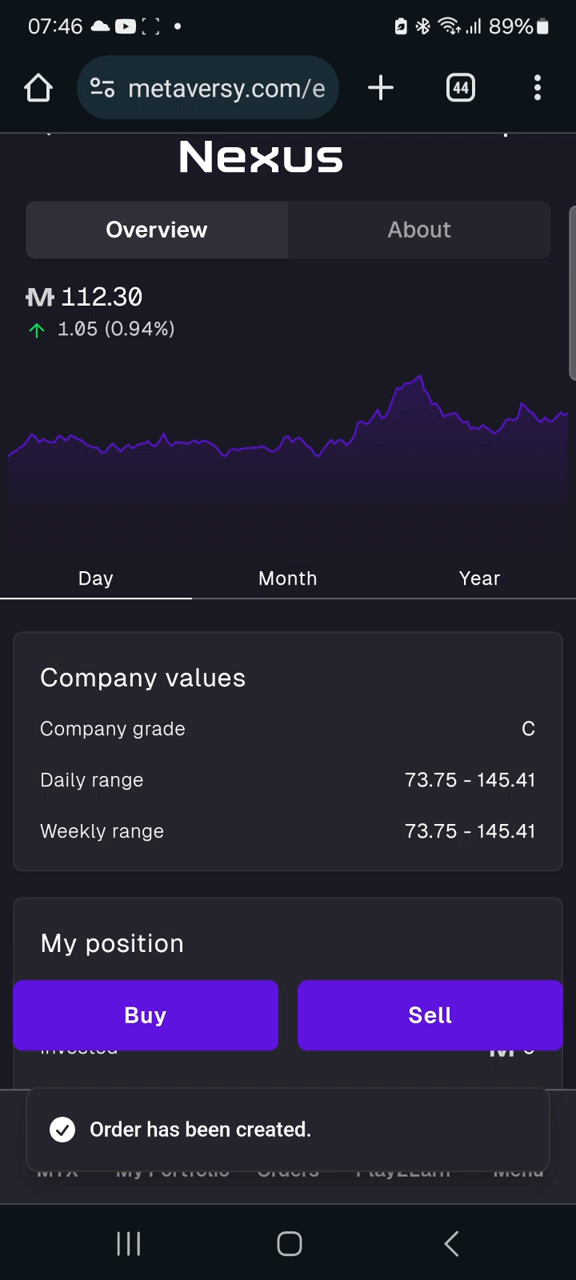 07:46
89%
metaversy.com/e
44
Nexus
Overview
About
112.30
1.05 (0.94%)
Day
Month
Year
Company values
Company grade
C
Daily range
73.75 - 145.41
Weekly range
73.75 - 145.41
My position
Buy
Sell
Order has been created.